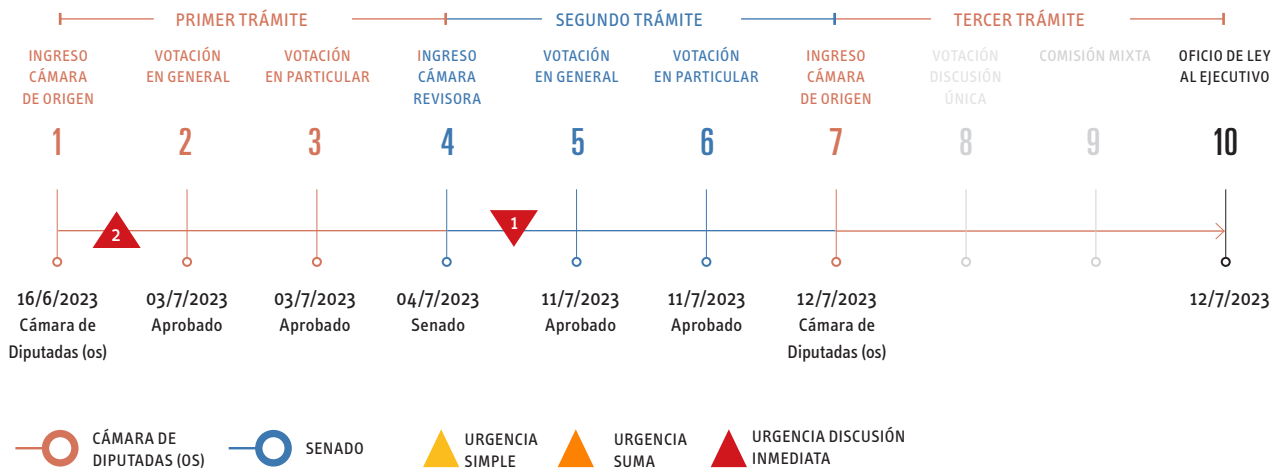 PRIMER TRÁMITE
SEGUNDO TRÁMITE
TERCER TRÁMITE
INGRESO
CÁMARA
DE ORIGEN
VOTACIÓN
EN GENERAL
VOTACIÓN
EN PARTICULAR
INGRESO
CÁMARA
REVISORA
VOTACIÓN
EN GENERAL
VOTACIÓN
EN PARTICULAR
INGRESO
CÁMARA
DE ORIGEN
VOTACIÓN
DISCUSIÓN
ÚNICA
COMISIÓN MIXTA
OFICIO DE LEY
AL EJECUTIVO
1
2
3
4
5
6
7
8
9
10
2
1
16/6/2023
Cámara de
Diputadas (os)
03/7/2023
Aprobado
03/7/2023
Aprobado
04/7/2023
Senado
11/7/2023
Aprobado
11/7/2023
Aprobado
12/7/2023
Cámara de
Diputadas (os)
12/7/2023
CÁMARA DE
DIPUTADAS (OS)
SENADO
URGENCIA
SIMPLE
URGENCIA
SUMA
URGENCIA DISCUSIÓN
INMEDIATA